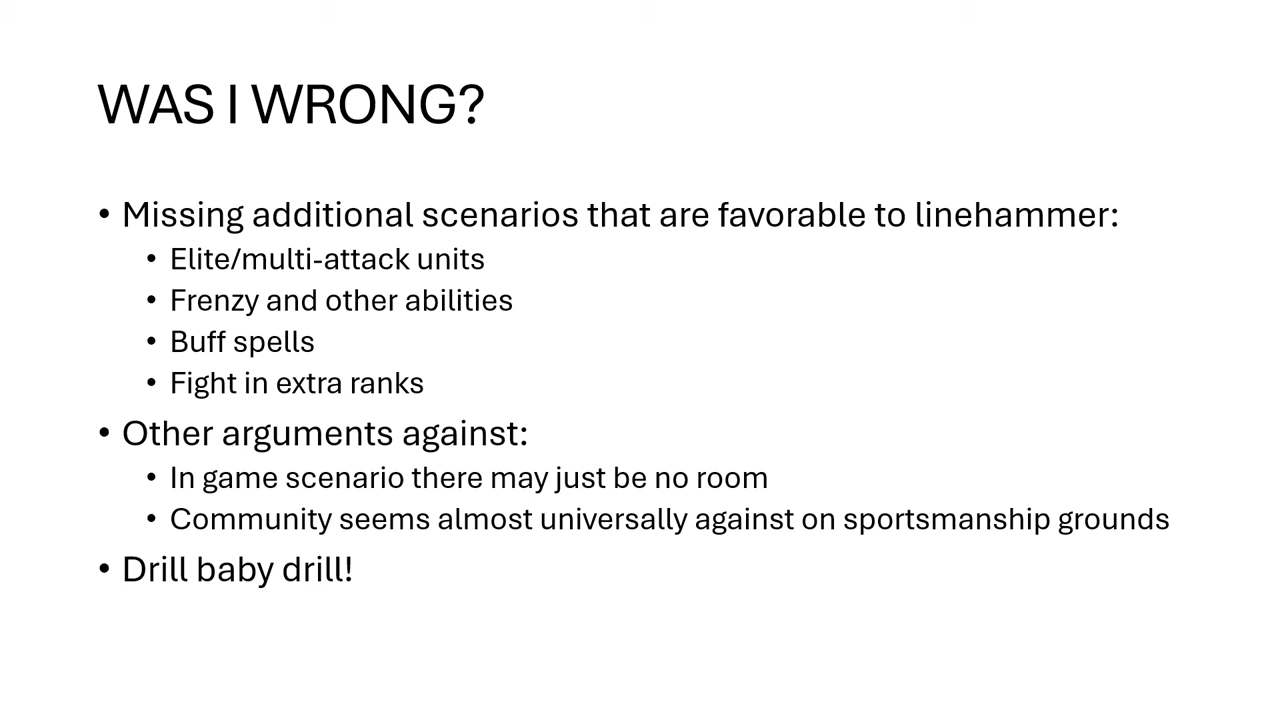 WAS I WRONG?
• Missing additional scenarios that are favorable to linehammer:
• Elite/multi-attack units
• Frenzy and other abilities
• Buff spells
• Fight in extra ranks
• Other arguments against:
• In game scenario there may just be no room
• Community seems almost universally against on sportsmanship grounds
• Drill baby drill!